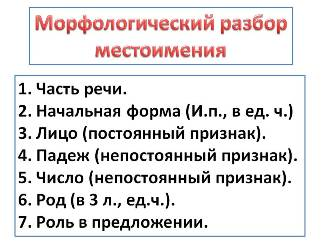 Морфологический разбор
местоимения
1. Часть речи.
2. Начальная форма (И.п., в ед. ч.)
3. Лицо (постоянный признак).
4. Падеж (непостоянный признак).
5. Число (непостоянный признак).
6. Род (в 3 л., ед.ч.).
7. Роль в предложении.